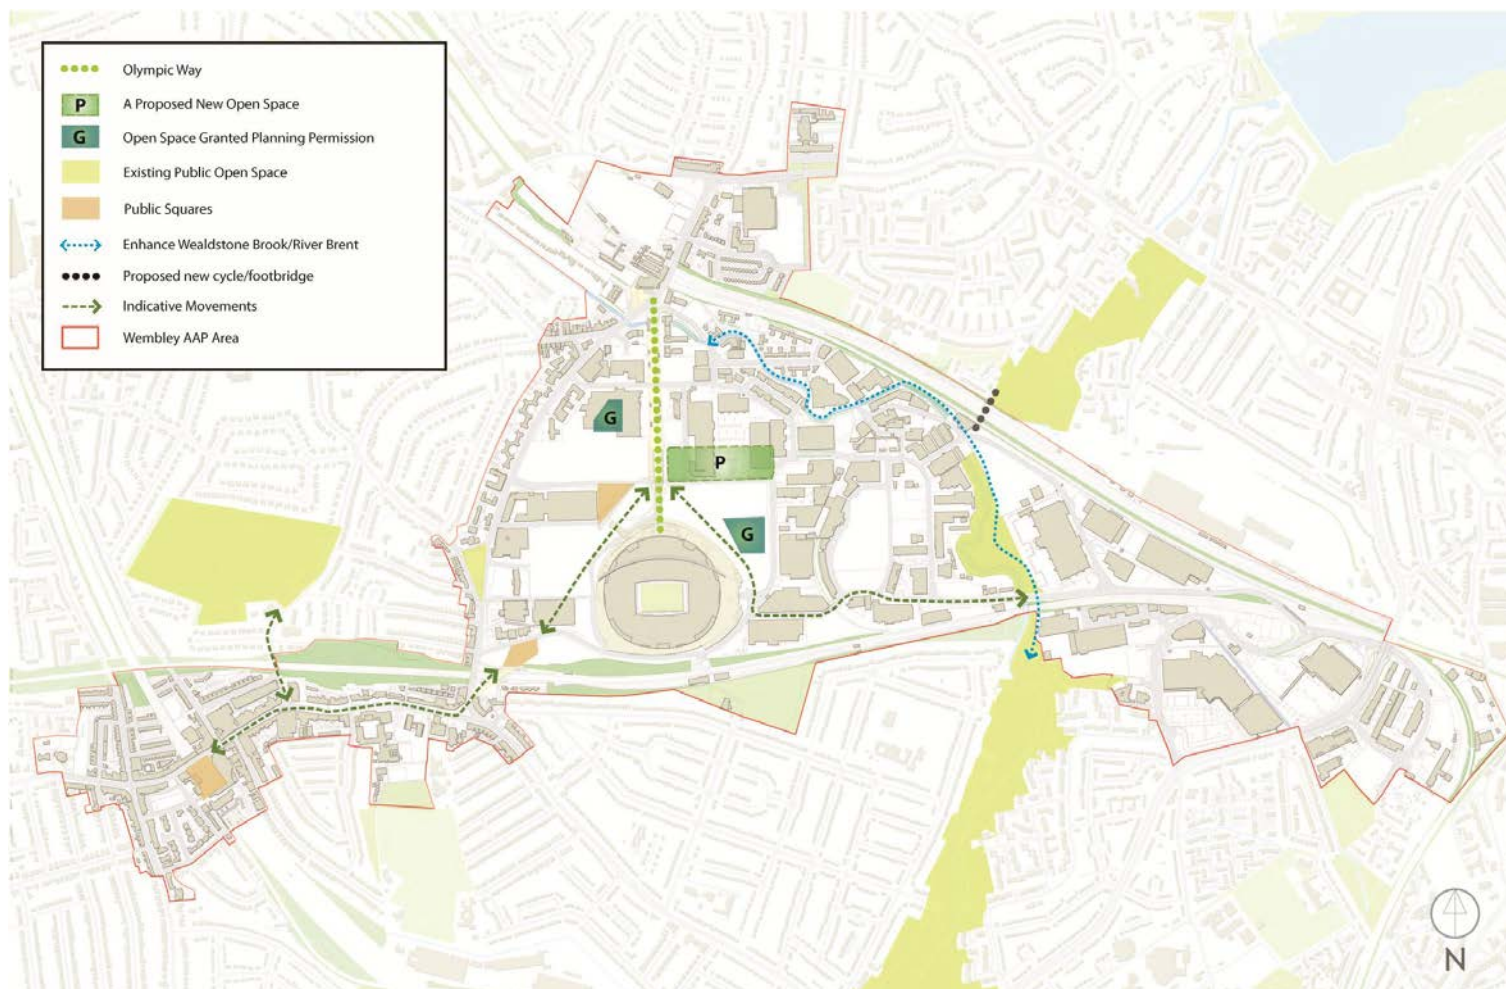 Olympic Way
P A Proposed New Open Space
G Open Space Granted Planning Permission
Existing Public Open Space
Public Squares
Enhance Wealdstone Brook/River Brent
Proposed new cycle/footbridge
Indicative Movements
Wembley AAP Area
G
P
G
N